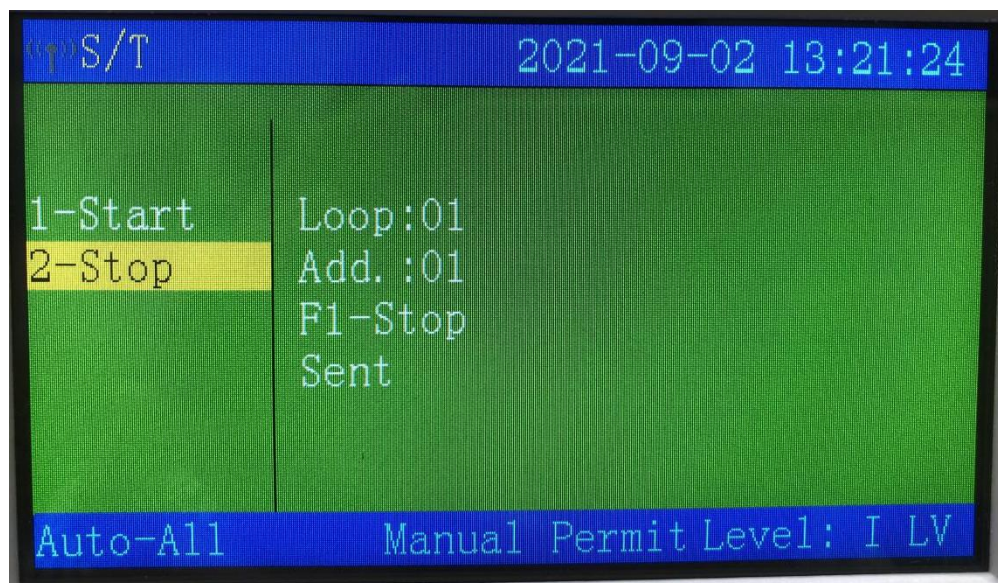 S/T 2021-09-02 13:21:24
1-Start
2-Stop
Loop:01
Add.:01
F1-Stop
Sent
Auto-All Manual Permit Level: I LV